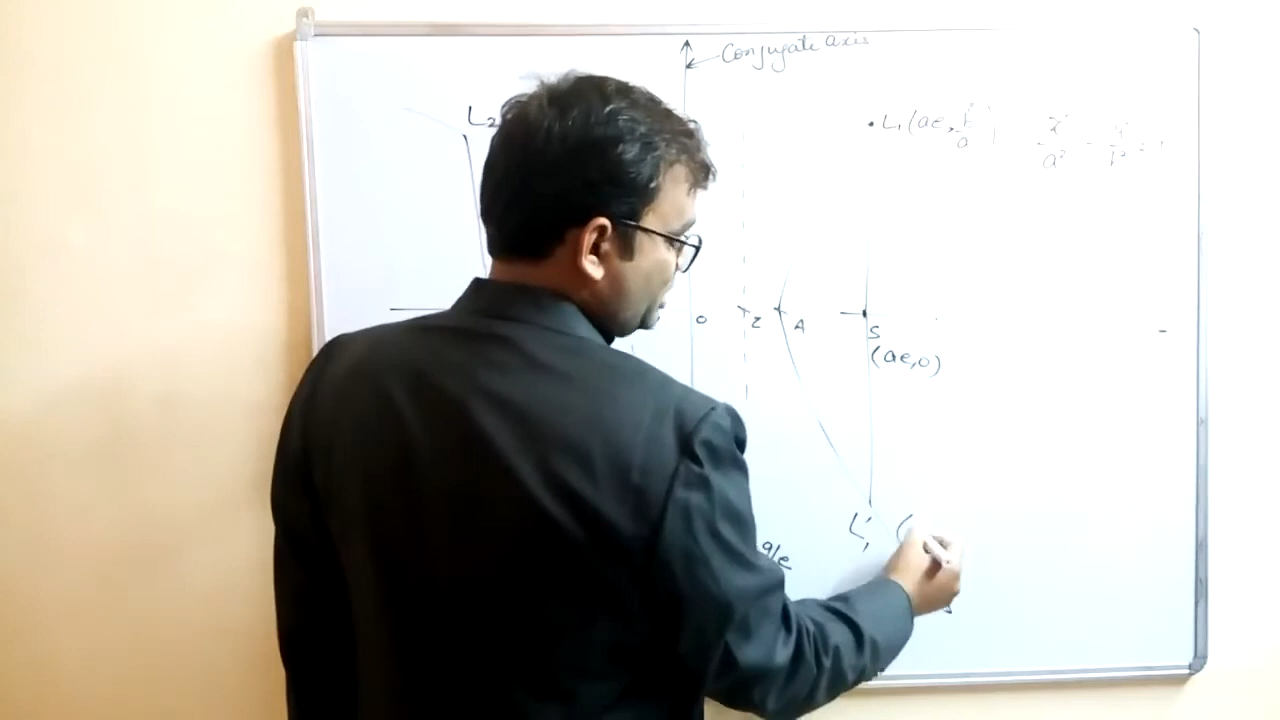 Conjugate axis
L₂
L₁ (ae, b²/a) x²/a² - y²/b² = 1
O Z A S
(ae,0)
L₁' (
gle